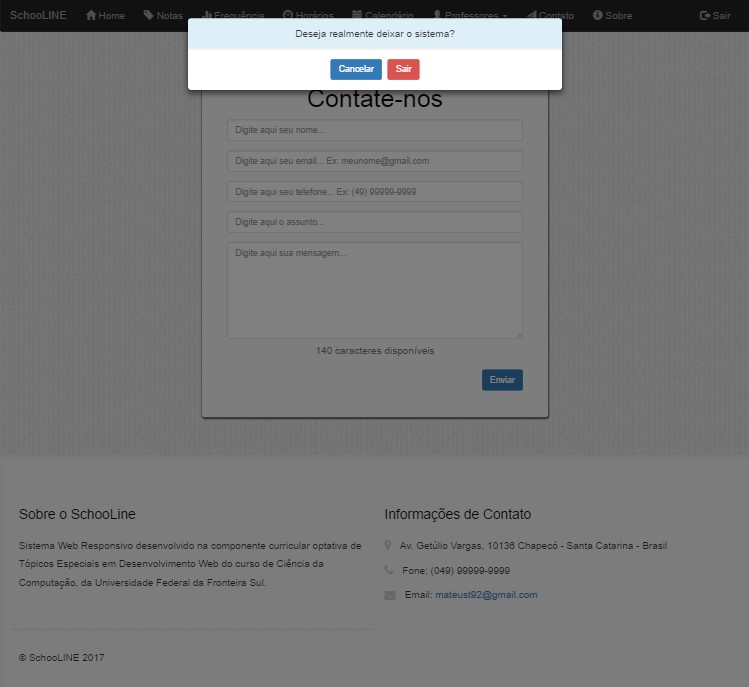 SchooLINE Home Notas Frequência Horários Calendário Professores Contato Sobre Sair
Deseja realmente deixar o sistema?
Cancelar Sair
Contate-nos
Digite aqui seu nome...
Digite aqui seu email... Ex: meunome@gmail.com
Digite aqui seu telefone... Ex: (49) 99999-9999
Digite aqui o assunto...
Digite aqui sua mensagem...
140 caracteres disponíveis
Enviar
Sobre o SchooLine
Sistema Web Responsivo desenvolvido na componente curricular optativa de
Tópicos Especiais em Desenvolvimento Web do curso de Ciência da
Computação, da Universidade Federal da Fronteira Sul.
Informações de Contato
Av. Getúlio Vargas, 10136 Chapecó - Santa Catarina - Brasil
Fone: (049) 99999-9999
Email: mateust92@gmail.com
© SchooLINE 2017